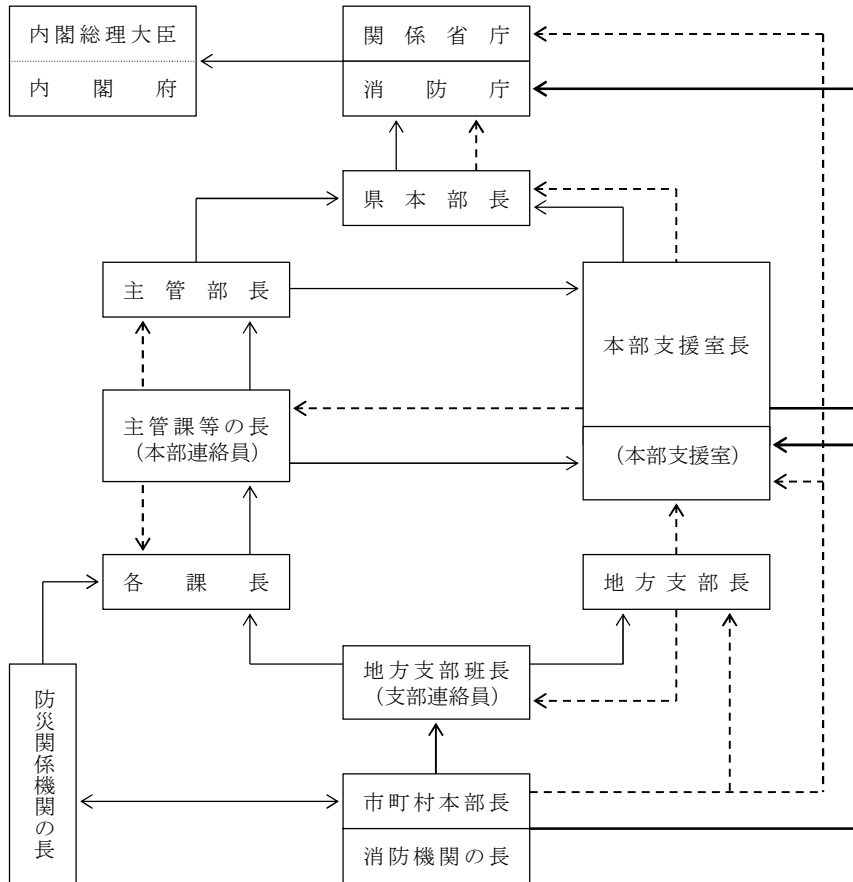 内閣総理大臣
内閣府
関係省庁
消防庁
県本部長
主管部長
本部支援室長
主管課等の長
（本部連絡員）
（本部支援室）
各課長
地方支部長
地方支部班長
（支部連絡員）
防災関係機関の長
市町村本部長
消防機関の長